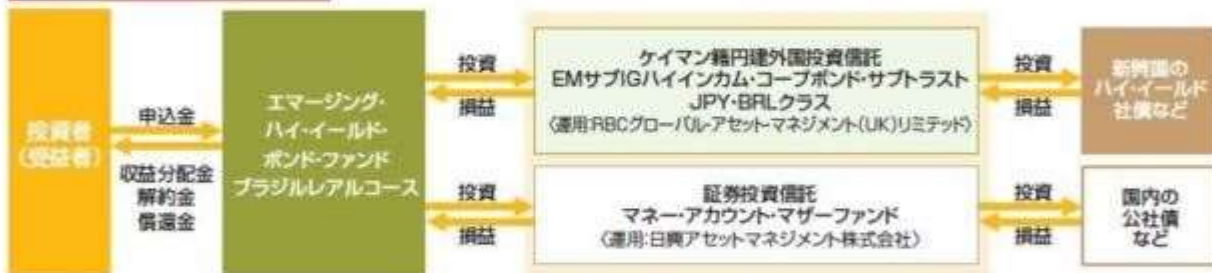 投資者
(受益者)
申込金
収益分配金
解約金
償還金
エマージング・
ハイ・イールド・
ボンド・ファンド
ブラジルレアルコース
投資
損益
ケイマン籍円建外国投資信託
EMサブIGハイインカム・コープボンド・サブトラスト
JPY・BRLクラス
〈運用:RBCグローバル・アセット・マネジメント(UK)リミテッド〉
投資
損益
新興国の
ハイ・イールド
社債など
投資
損益
証券投資信託
マネー・アカウント・マザーファンド
〈運用:日興アセットマネジメント株式会社〉
投資
損益
国内の
公社債
など